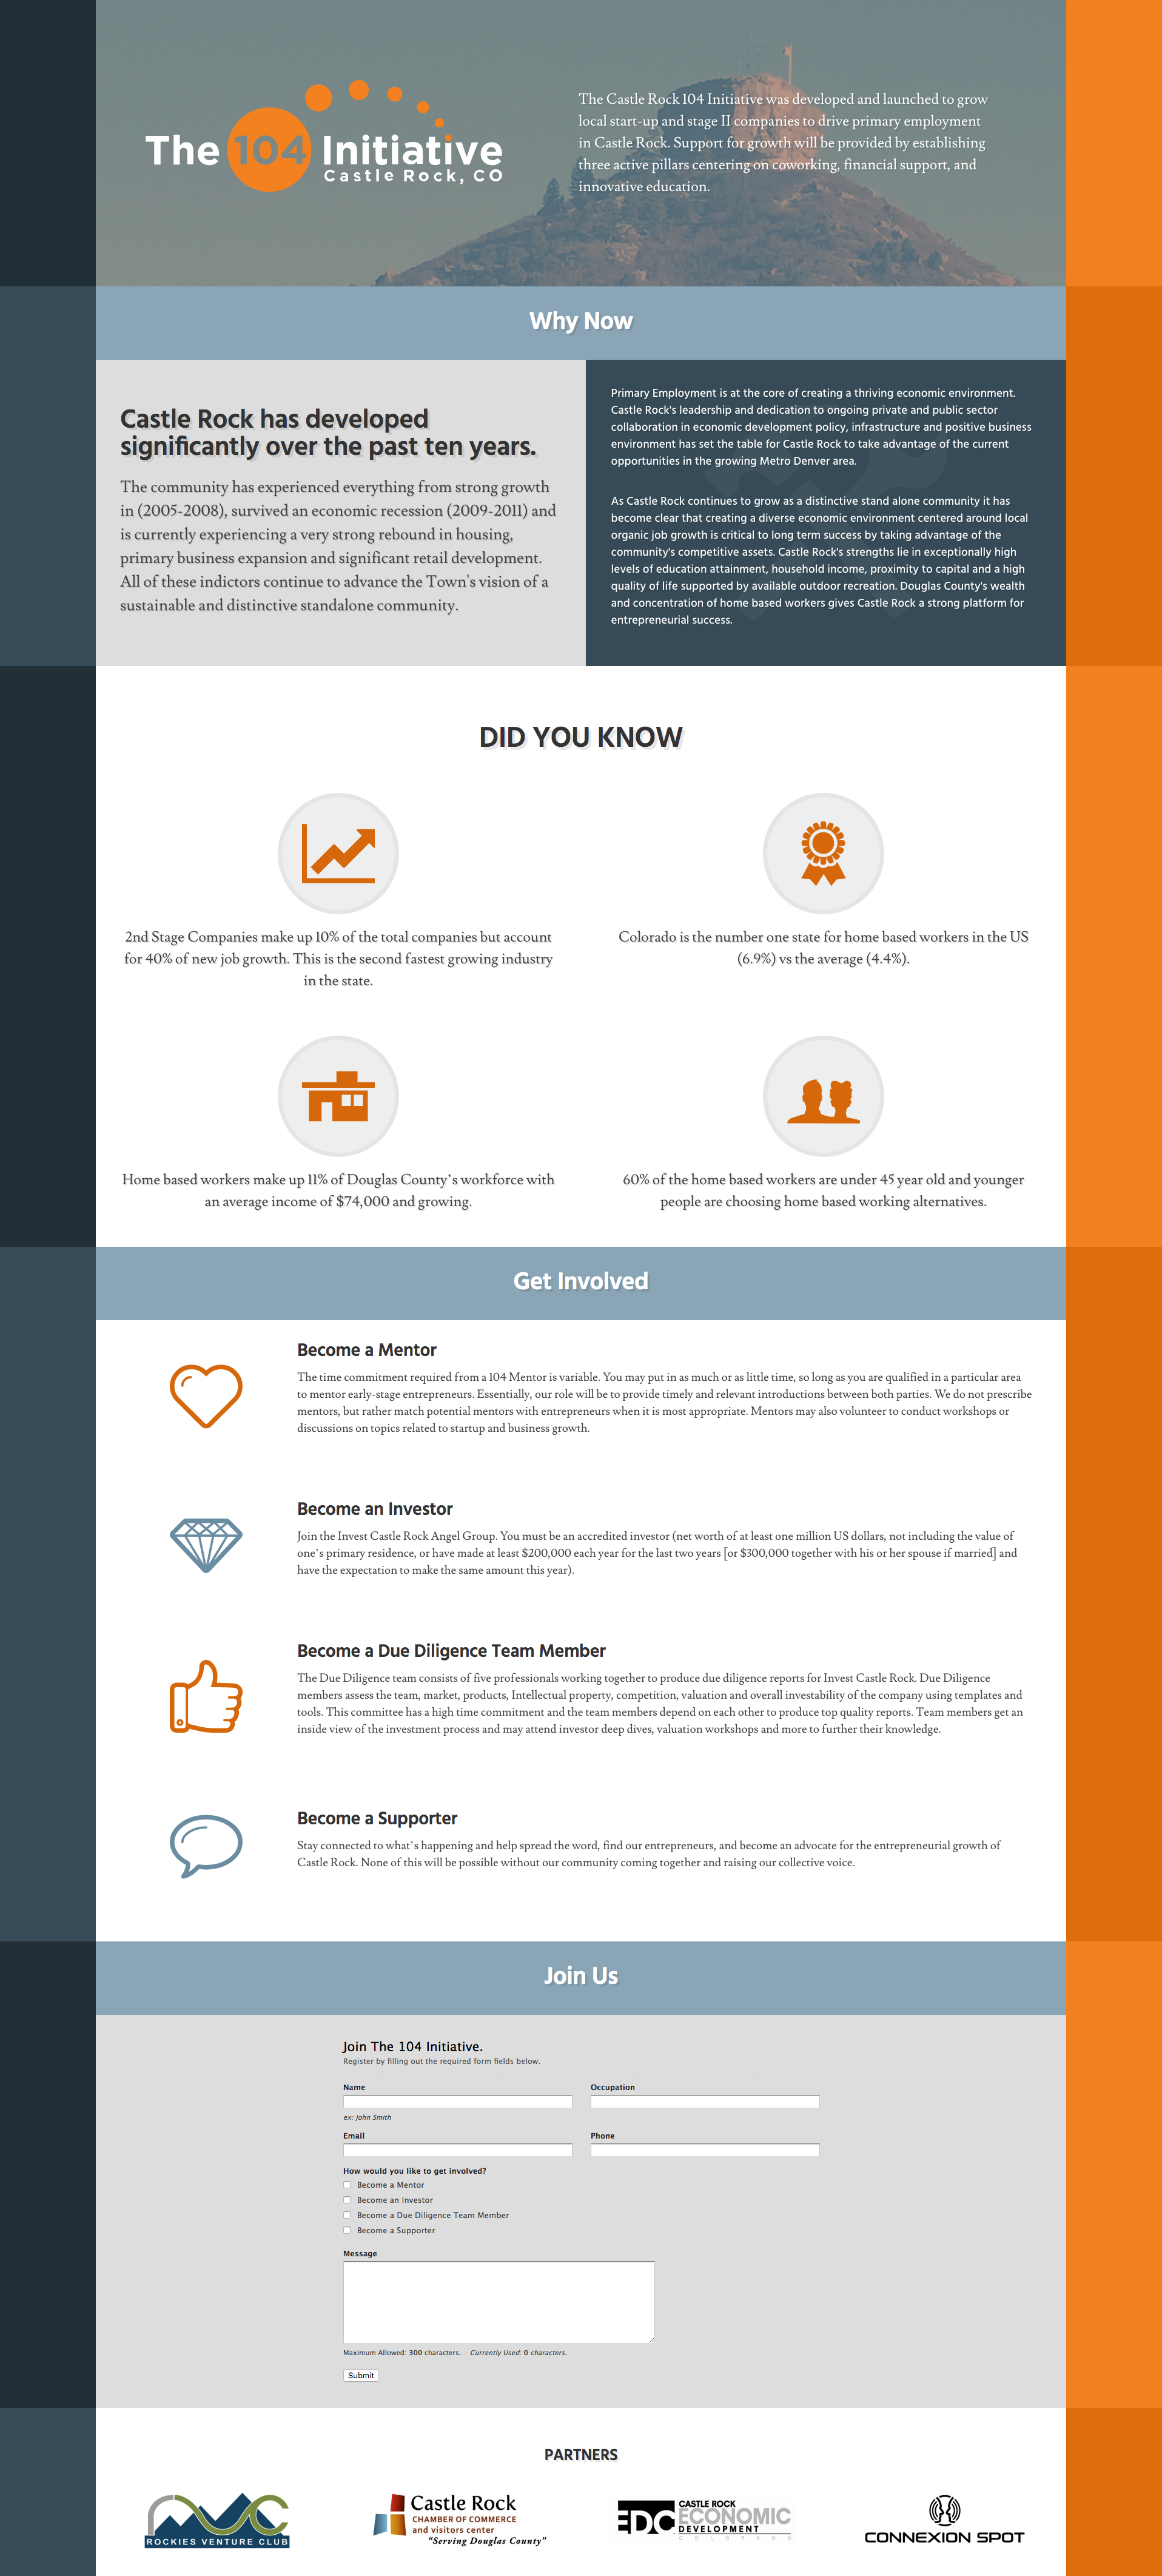 The 104 Initiative
Castle Rock, CO
The Castle Rock 104 Initiative was developed and launched to grow
local start-up and stage II companies to drive primary employment
in Castle Rock. Support for growth will be provided by establishing
three active pillars centering on coworking, financial support, and
innovative education.
Why Now
Castle Rock has developed
significantly over the past ten years.
The community has experienced everything from strong growth
in (2005-2008), survived an economic recession (2009-2011) and
is currently experiencing a very strong rebound in housing,
primary business expansion and significant retail development.
All of these indictors continue to advance the Town's vision of a
sustainable and distinctive standalone community.
Primary Employment is at the core of creating a thriving economic environment.
Castle Rock's leadership and dedication to ongoing private and public sector
collaboration in economic development policy, infrastructure and positive business
environment has set the table for Castle Rock to take advantage of the current
opportunities in the growing Metro Denver area.
As Castle Rock continues to grow as a distinctive stand alone community it has
become clear that creating a diverse economic environment centered around local
organic job growth is critical to long term success by taking advantage of the
community's competitive assets. Castle Rock's strengths lie in exceptionally high
levels of education attainment, household income, proximity to capital and a high
quality of life supported by available outdoor recreation. Douglas County's wealth
and concentration of home based workers gives Castle Rock a strong platform for
entrepreneurial success.
DID YOU KNOW
2nd Stage Companies make up 10% of the total companies but account
for 40% of new job growth. This is the second fastest growing industry
in the state.
Colorado is the number one state for home based workers in the US
(6.9%) vs the average (4.4%).
Home based workers make up 11% of Douglas County's workforce with
an average income of $74,000 and growing.
60% of the home based workers are under 45 year old and younger
people are choosing home based working alternatives.
Get Involved
Become a Mentor
The time commitment required from a 104 Mentor is variable. You may put in as much or as little time, so long as you are qualified in a particular area
to mentor early-stage entrepreneurs. Essentially, our role will be to provide timely and relevant introductions between both parties. We do not prescribe
mentors, but rather match potential mentors with entrepreneurs when it is most appropriate. Mentors may also volunteer to conduct workshops or
discussions on topics related to startup and business growth.
Become an Investor
Join the Invest Castle Rock Angel Group. You must be an accredited investor (net worth of at least one million US dollars, not including the value of
one's primary residence, or have made at least $200,000 each year for the last two years [or $300,000 together with his or her spouse if married] and
have the expectation to make the same amount this year).
Become a Due Diligence Team Member
The Due Diligence team consists of five professionals working together to produce due diligence reports for Invest Castle Rock. Due Diligence
members assess the team, market, products, Intellectual property, competition, valuation and overall investability of the company using templates and
tools. This committee has a high time commitment and the team members depend on each other to produce top quality reports. Team members get an
inside view of the investment process and may attend investor deep dives, valuation workshops and more to further their knowledge.
Become a Supporter
Stay connected to what's happening and help spread the word, find our entrepreneurs, and become an advocate for the entrepreneurial growth of
Castle Rock. None of this will be possible without our community coming together and raising our collective voice.
Join Us
Join The 104 Initiative.
Register by filling out the required form fields below.
Name
Occupation
ex: John Smith
Email
Phone
How would you like to get involved?
Become a Mentor
Become an Investor
Become a Due Diligence Team Member
Become a Supporter
Message
Maximum Allowed: 300 characters. Currently Used: 0 characters.
Submit
PARTNERS
RVC
ROCKIES VENTURE CLUB
Castle Rock
CHAMBER OF COMMERCE
and visitors center
"Serving Douglas County"
EDC
CASTLE ROCK
ECONOMIC
DEVELOPMENT
COLORADO
CONNEXION SPOT